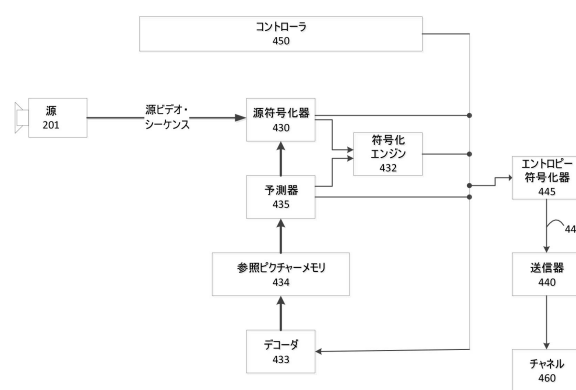 コントローラ
450
源
201
源ビデオ・
シーケンス
源符号化器
430
符号化
エンジン
432
予測器
435
エントロピー
符号化器
445
44
参照ピクチャーメモリ
434
送信器
440
デコーダ
433
チャネル
460